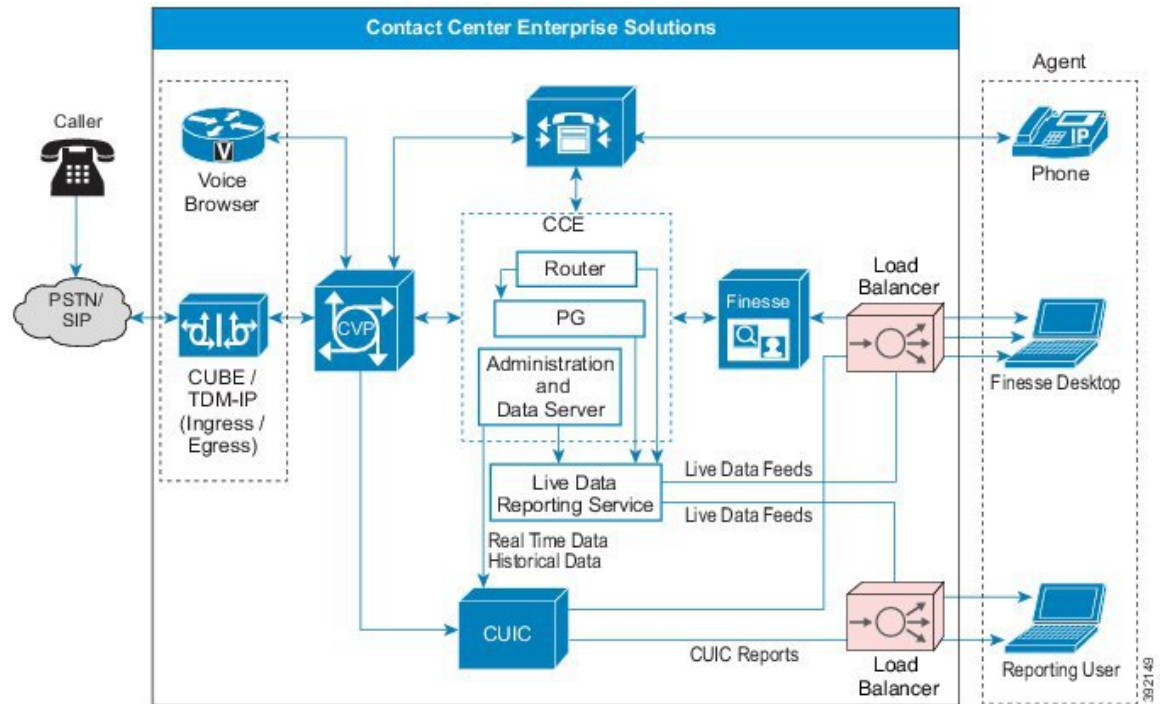 Contact Center Enterprise Solutions
Caller
PSTN/
SIP
V
Voice
Browser
CUBE /
TDM-IP
(Ingress /
Egress)
CVP
CCE
Router
PG
Administration
and
Data Server
Live Data
Reporting Service
Real Time Data
Historical Data
CUIC
Finesse
Live Data Feeds
Live Data Feeds
CUIC Reports
Load
Balancer
Load
Balancer
Agent
IP
Phone
Finesse Desktop
Reporting User
392149